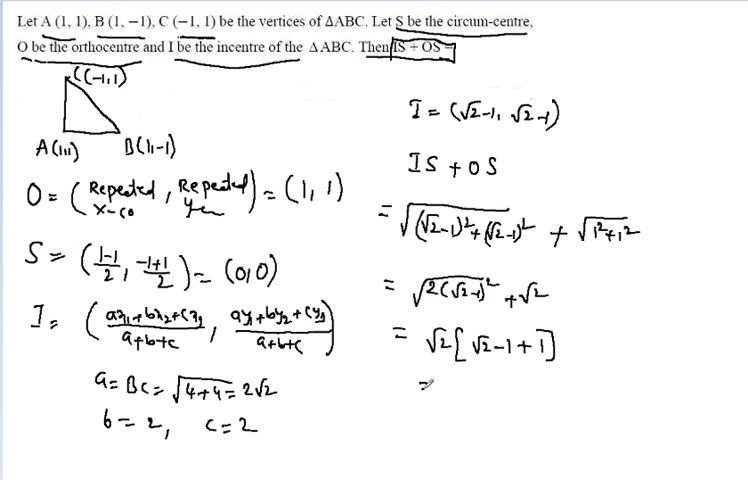 Let A (1, 1), B (1, −1), C (−1, 1) be the vertices of ΔABC. Let S be the circum-centre,
O be the orthocentre and I be the incentre of the ΔABC. Then IS + OS =
C(-1,1)
A(1,1) B(1,-1)
O = (Repeated x-co, Repeated y-co) = (1, 1)
S = ((1-1)/2, (-1+1)/2) = (0,0)
I = ((ax₁+bx₂+cx₃)/(a+b+c), (ay₁+by₂+cy₃)/(a+b+c))
a = BC = √(4+4) = 2√2
b = 2, c = 2
I = (√2-1, √2-1)
IS + OS
= √((√2-1)²+(√2-1)²) + √(1²+1²)
= √(2(√2-1)²) + √2
= √2[√2-1+1]
=